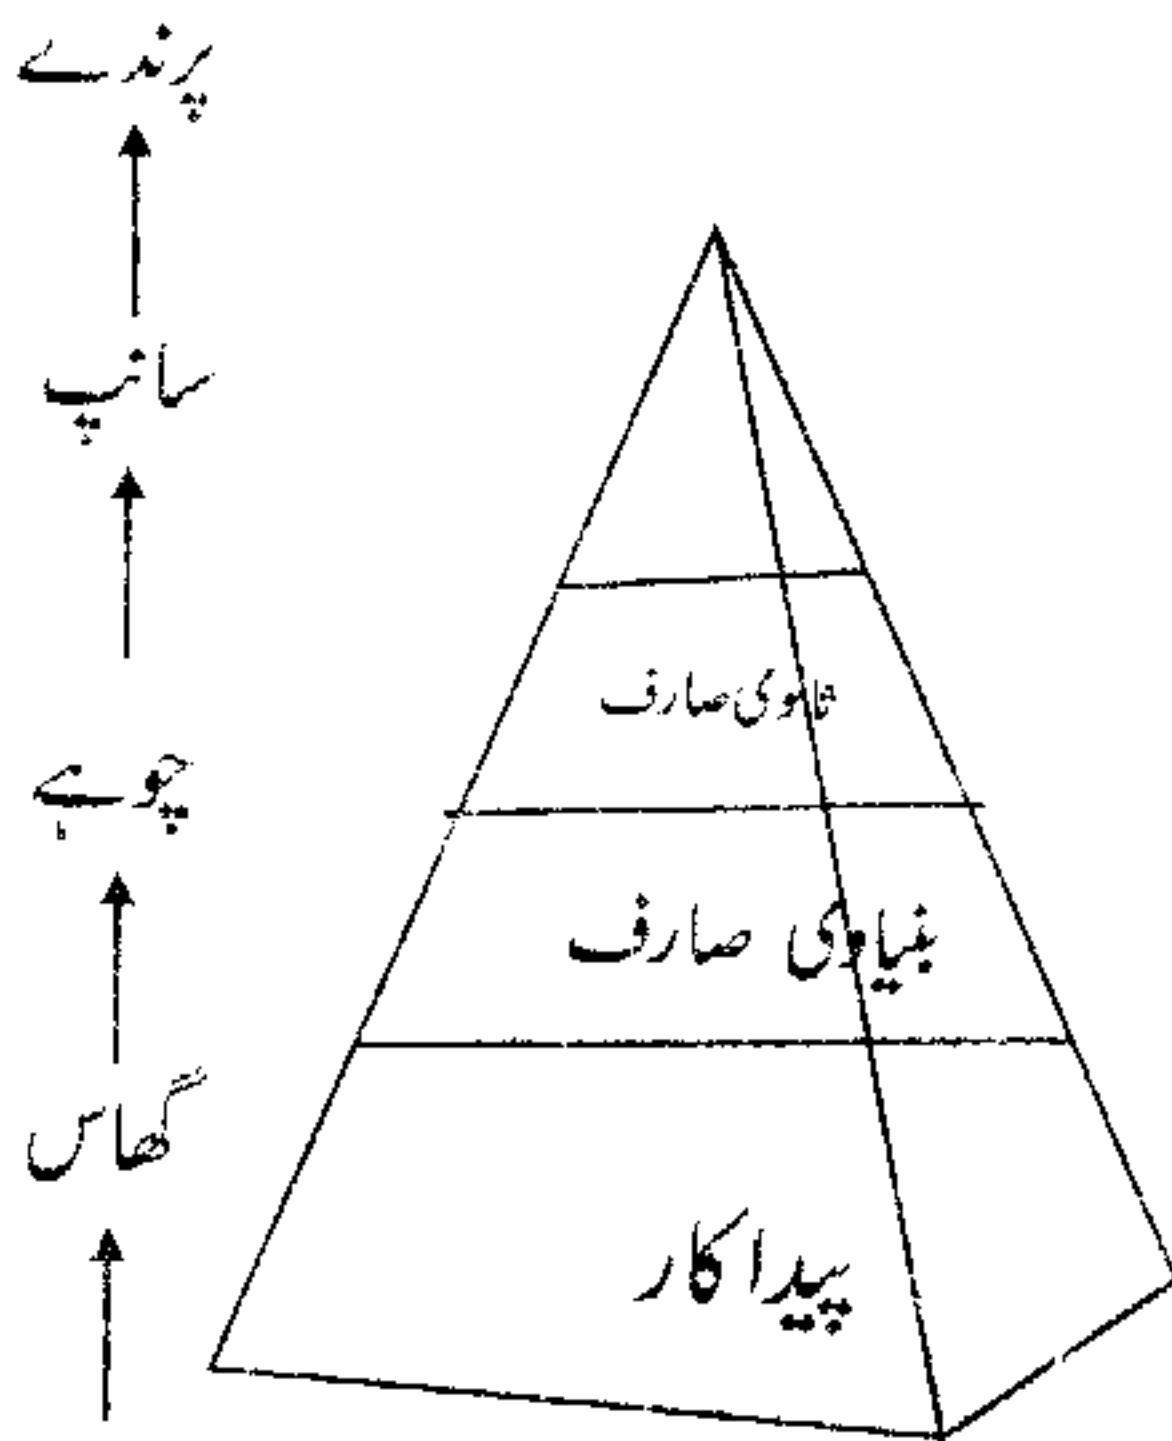 پرندے
سانپ
ثانوی صارف
چوہے
بنیادی صارف
گھاس
پیداکار